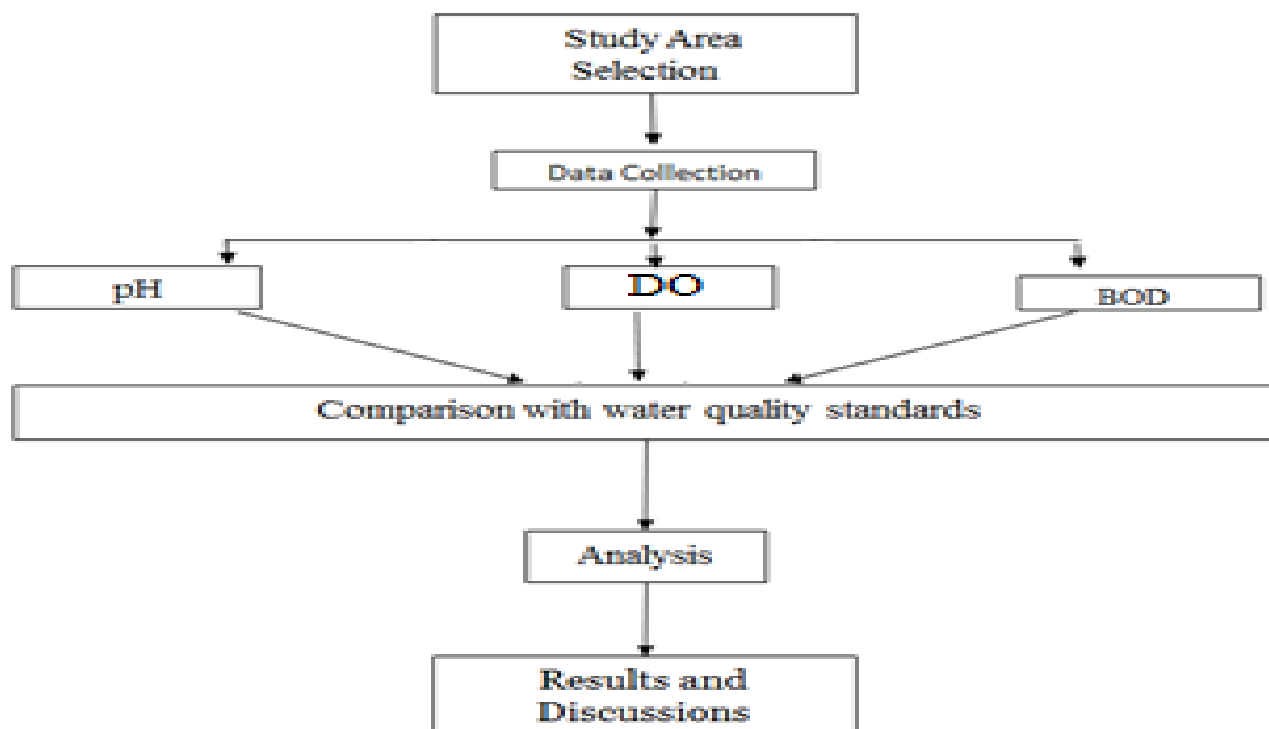 Study Area
Selection
Data Collection
pH
DO
BOD
Comparison with water quality standards
Analysis
Results and
Discussions